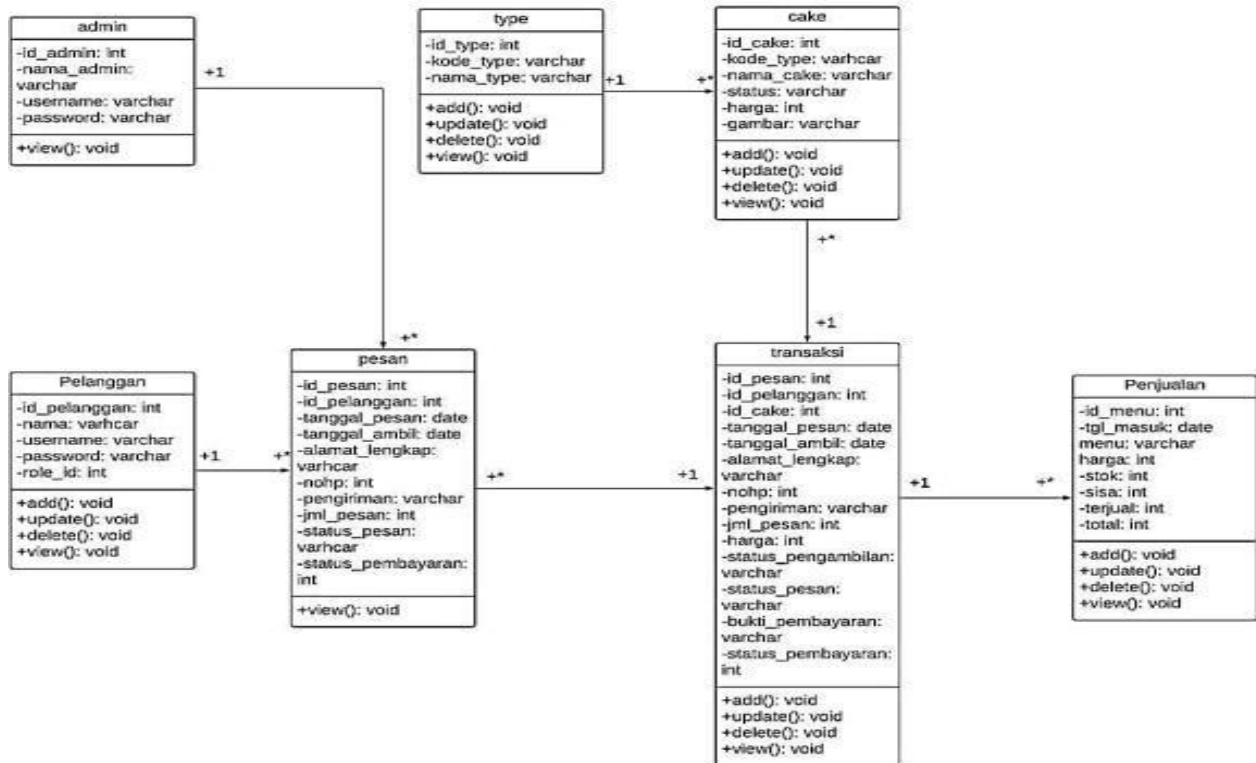 admin
-id_admin: int
-nama_admin:
varchar
-username: varchar
-password: varchar
+view(): void
+1
+*
type
-id_type: int
-kode_type: varchar
-nama_type: varchar
+add(): void
+update(): void
+delete(): void
+view(): void
+1
+*
cake
-id_cake: int
-kode_type: varhcar
-nama_cake: varchar
-status: varchar
-harga: int
-gambar: varchar
+add(): void
+update(): void
+delete(): void
+view(): void
+*
+1
Pelanggan
-id_pelanggan: int
-nama: varhcar
-username: varchar
-password: varchar
-role_id: int
+add(): void
+update(): void
+delete(): void
+view(): void
+1
+*
pesan
-id_pesan: int
-id_pelanggan: int
-tanggal_pesan: date
-tanggal_ambil: date
-alamat_lengkap:
varhcar
-nohp: int
-pengiriman: varchar
-jml_pesan: int
-status_pesan:
varhcar
-status_pembayaran:
int
+view(): void
+*
+1
transaksi
-id_pesan: int
-id_pelanggan: int
-id_cake: int
-tanggal_pesan: date
-tanggal_ambil: date
-alamat_lengkap:
varchar
-nohp: int
-pengiriman: varchar
-jml_pesan: int
-harga: int
-status_pengambilan:
varchar
-status_pesan:
varchar
-bukti_pembayaran:
varchar
-status_pembayaran:
int
+add(): void
+update(): void
+delete(): void
+view(): void
+1
+*
Penjualan
-id_menu: int
-tgl_masuk: date
menu: varchar
harga: int
-stok: int
-sisa: int
-terjual: int
-total: int
+add(): void
+update(): void
+delete(): void
+view(): void